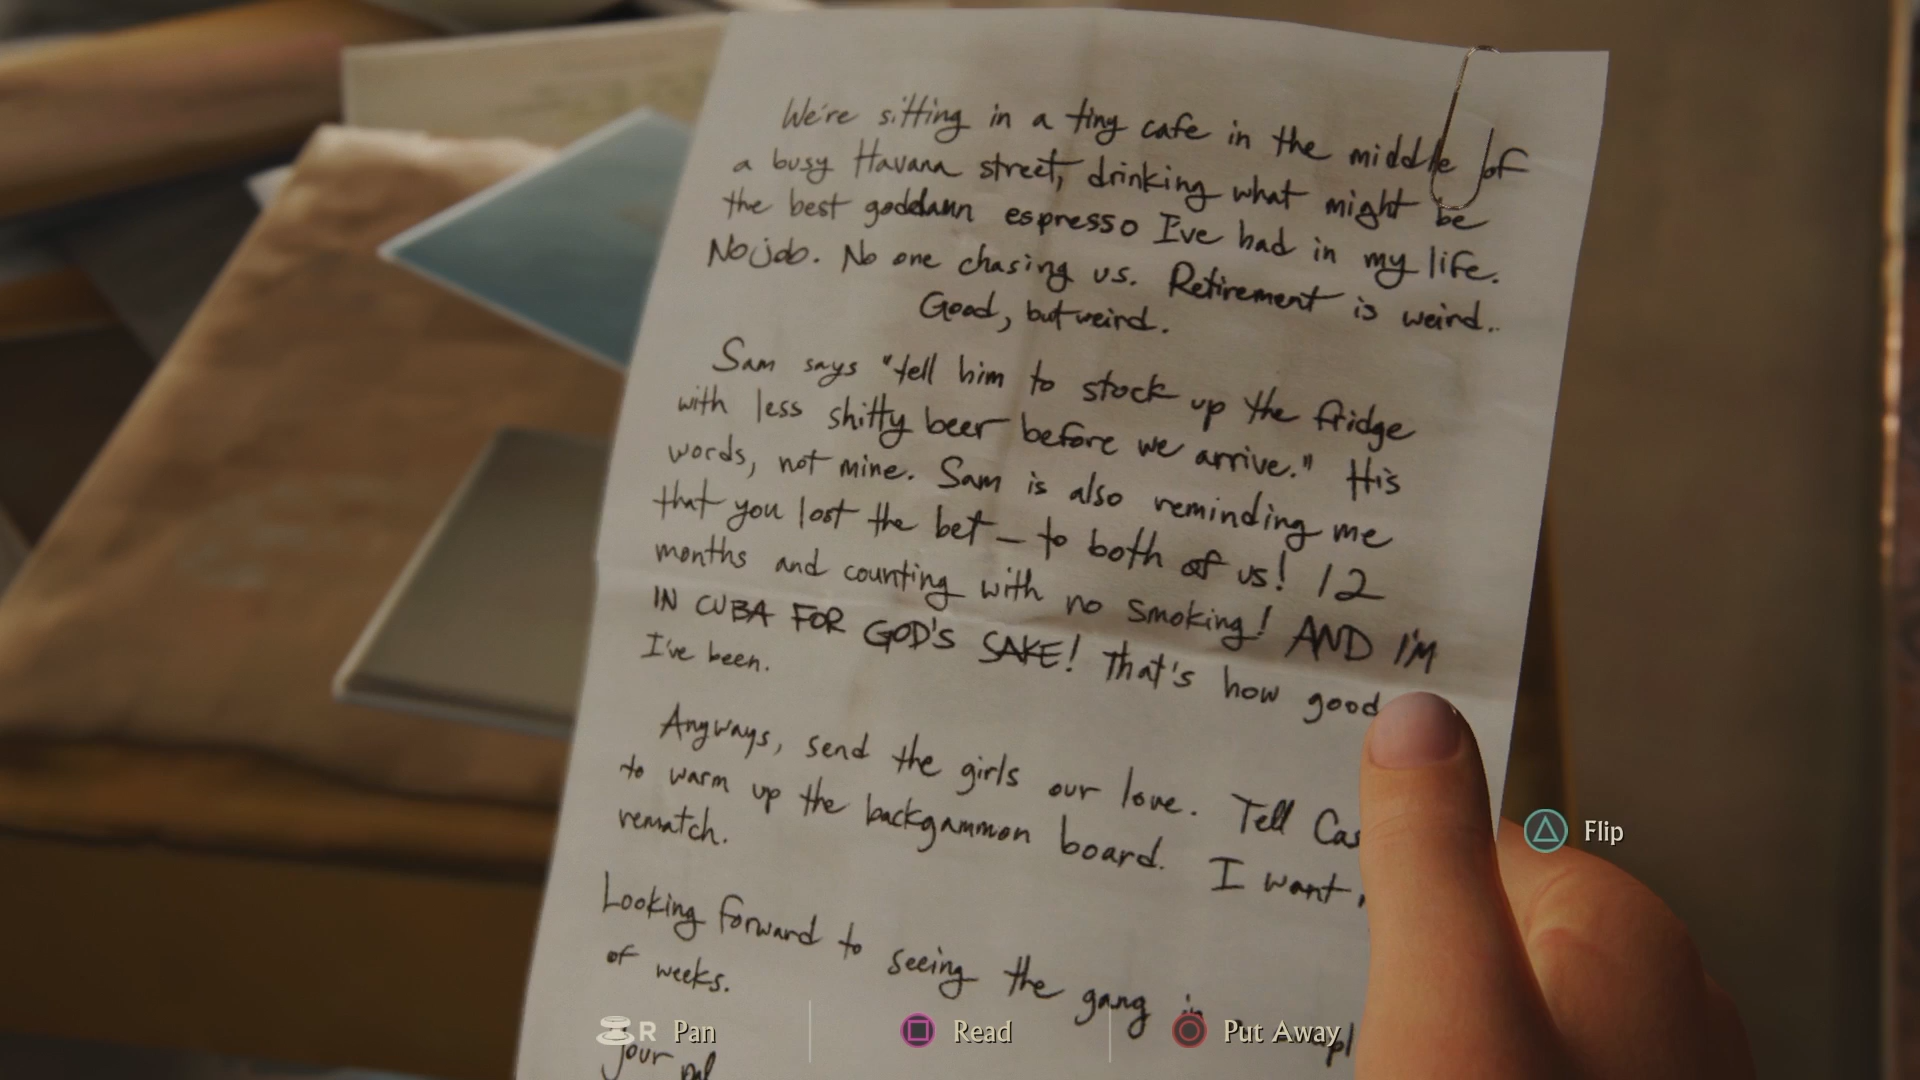 We're sitting in a tiny cafe in the middle of
a busy Havana street, drinking what might be
the best goddamn espresso I've had in my life.
No job. No one chasing us. Retirement is weird..
Good, but weird.
Sam says "tell him to stock up the fridge
with less shitty beer before we arrive." His
words, not mine. Sam is also reminding me
that you lost the bet – to both of us! 12
months and counting with no smoking! AND I'M
IN CUBA FOR GOD'S SAKE! That's how good
I've been.
Anyways, send the girls our love. Tell Cas
to warm up the backgammon board. I want
rematch.
Looking forward to seeing the gang in
of weeks.
Your pal
Flip
R Pan
Read
Put Away